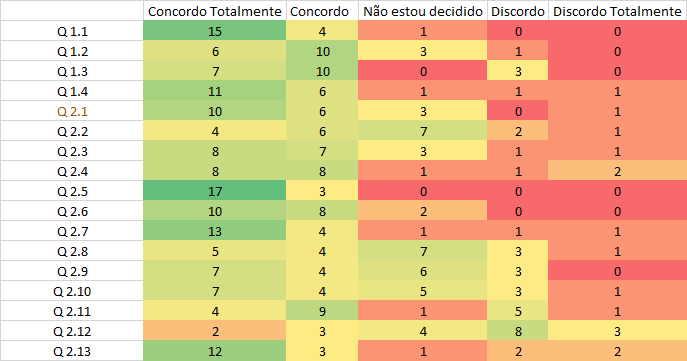 Concordo Totalmente Concordo Não estou decidido Discordo Discordo Totalmente
Q 1.1 15 4 1 0 0
Q 1.2 6 10 3 1 0
Q 1.3 7 10 0 3 0
Q 1.4 11 6 1 1 1
Q 2.1 10 6 3 0 1
Q 2.2 4 6 7 2 1
Q 2.3 8 7 3 1 1
Q 2.4 8 8 1 1 2
Q 2.5 17 3 0 0 0
Q 2.6 10 8 2 0 0
Q 2.7 13 4 1 1 1
Q 2.8 5 4 7 3 1
Q 2.9 7 4 6 3 0
Q 2.10 7 4 5 3 1
Q 2.11 4 9 1 5 1
Q 2.12 2 3 4 8 3
Q 2.13 12 3 1 2 2